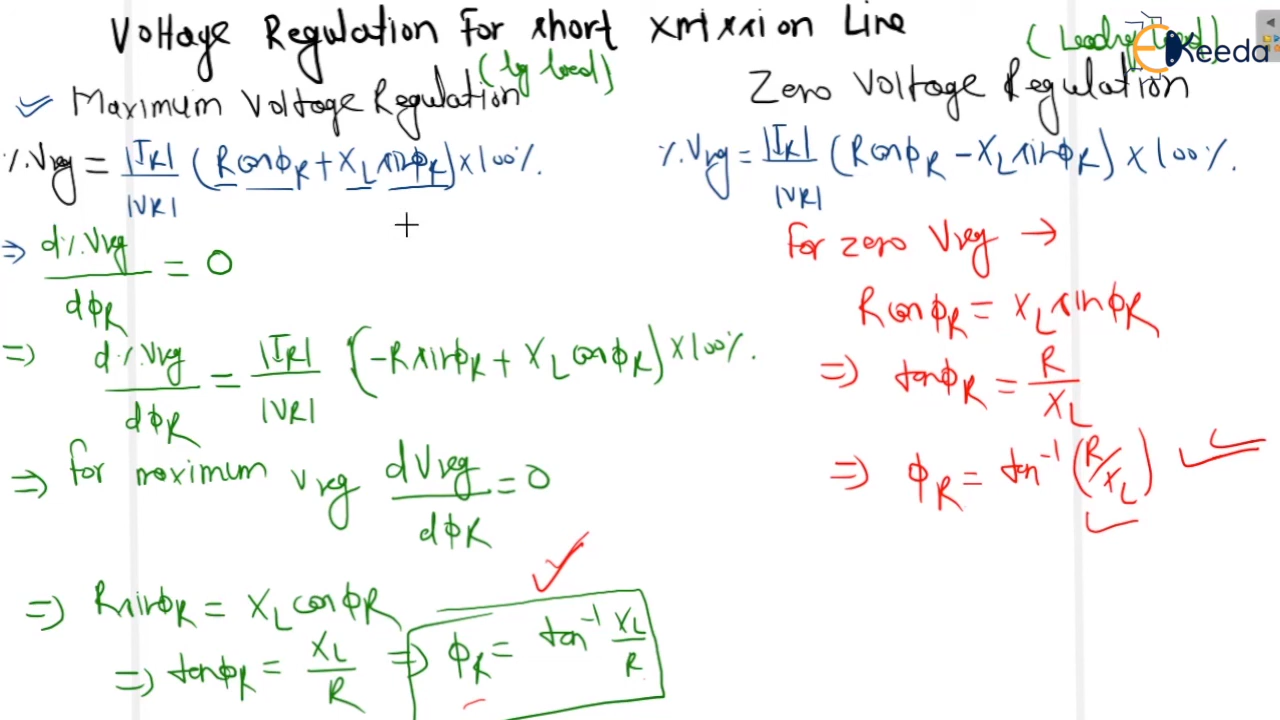 Voltage Regulation For short Xmission Line
(lg load)
✓ Maximum Voltage Regulation
% Vreg = |IR| / |VR| (R cosφR + XL sinφR) × 100%.
⇒ d% Vreg / dφR = 0
⇒ d% Vreg / dφR = |IR| / |VR| (-R sinφR + XL cosφR) × 100%.
⇒ For maximum Vreg dVreg / dφR = 0
⇒ R sinφR = XL cosφR
⇒ tanφR = XL / R ⇒ φR = tan⁻¹ XL / R
Keeda
Zero Voltage Regulation
% Vreg = |IR| / |VR| (R cosφR - XL sinφR) × 100%.
For zero Vreg →
R cosφR = XL sinφR
⇒ tanφR = R / XL
⇒ φR = tan⁻¹ (R/XL)